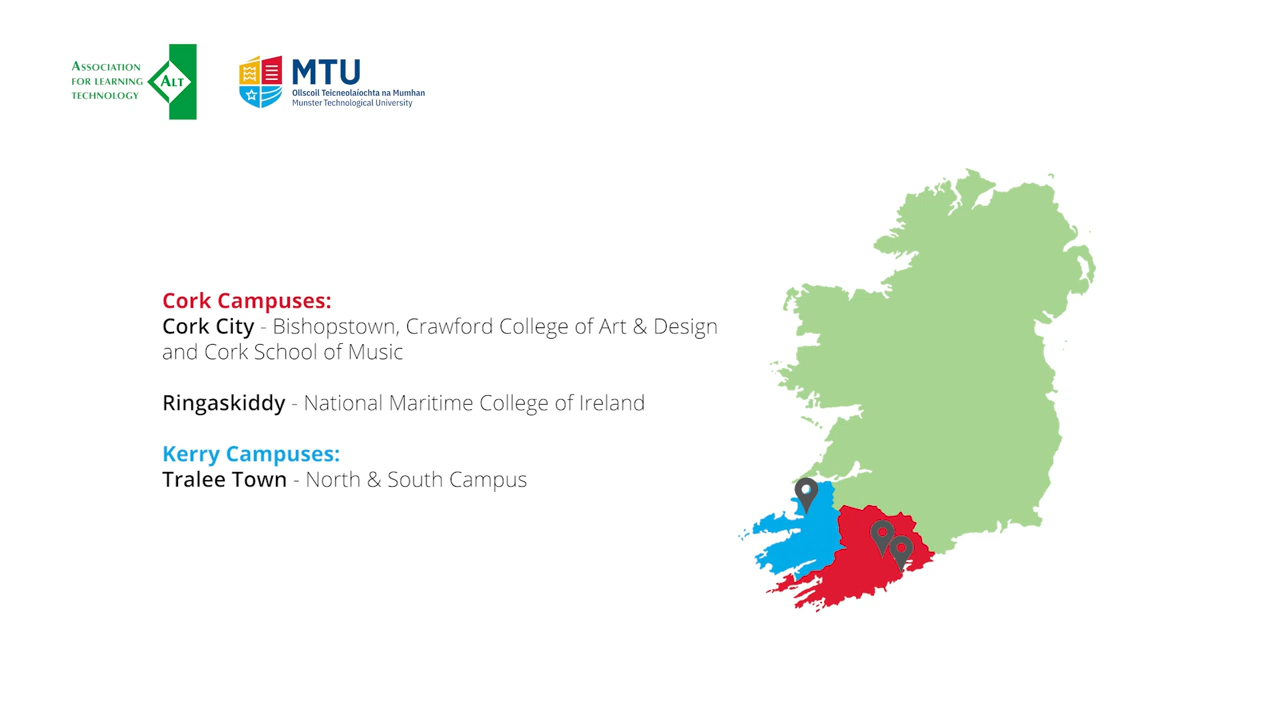 ASSOCIATION
FOR LEARNING
TECHNOLOGY
ALT
MTU
Ollscoil Teicneolaíochta na Mumhan
Munster Technological University
Cork Campuses:
Cork City - Bishopstown, Crawford College of Art & Design
and Cork School of Music
Ringaskiddy - National Maritime College of Ireland
Kerry Campuses:
Tralee Town - North & South Campus